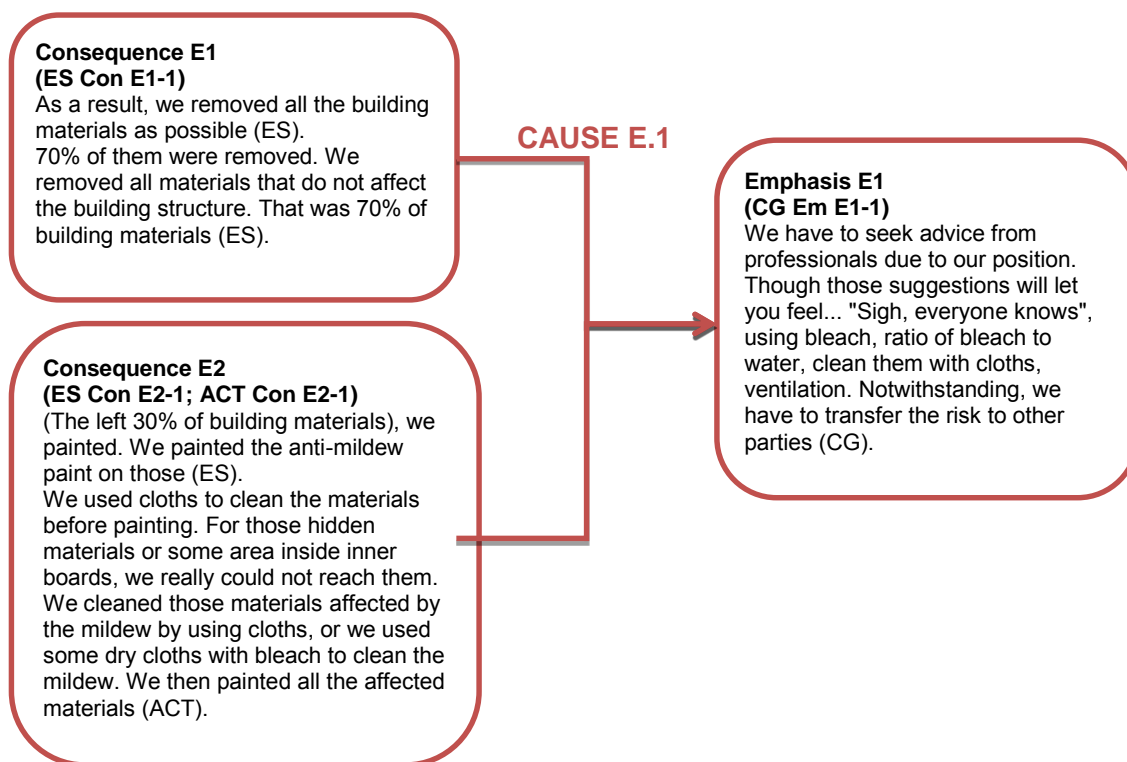 Consequence E1
(ES Con E1-1)
As a result, we removed all the building
materials as possible (ES).
70% of them were removed. We
removed all materials that do not affect
the building structure. That was 70% of
building materials (ES).
CAUSE E.1
Emphasis E1
(CG Em E1-1)
We have to seek advice from
professionals due to our position.
Though those suggestions will let
you feel... "Sigh, everyone knows",
using bleach, ratio of bleach to
water, clean them with cloths,
ventilation. Notwithstanding, we
have to transfer the risk to other
parties (CG).
Consequence E2
(ES Con E2-1; ACT Con E2-1)
(The left 30% of building materials), we
painted. We painted the anti-mildew
paint on those (ES).
We used cloths to clean the materials
before painting. For those hidden
materials or some area inside inner
boards, we really could not reach them.
We cleaned those materials affected by
the mildew by using cloths, or we used
some dry cloths with bleach to clean the
mildew. We then painted all the affected
materials (ACT).